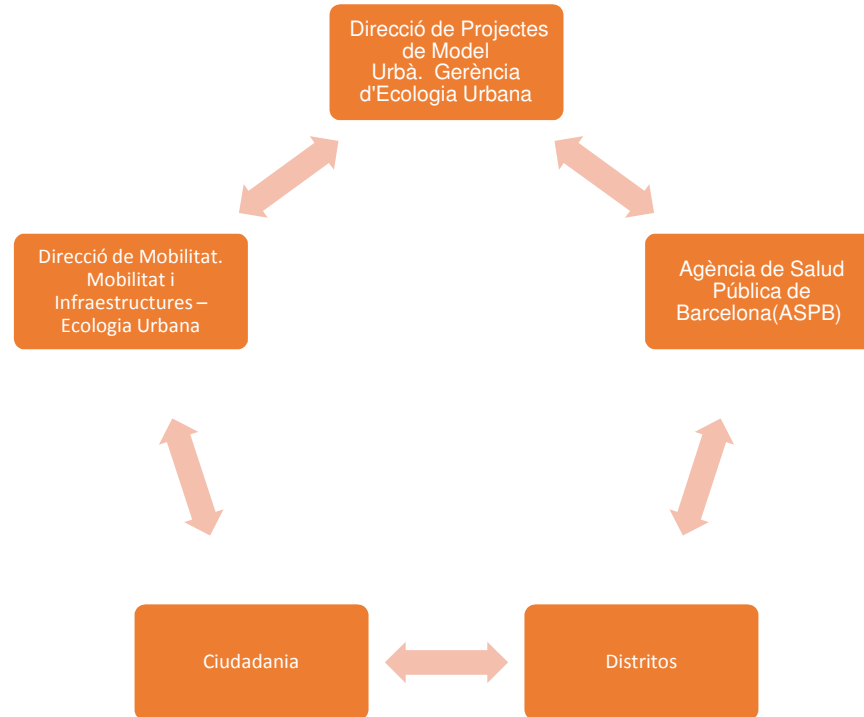 Direcció de Projectes
de Model
Urbà. Gerència
d'Ecologia Urbana
Direcció de Mobilitat.
Mobilitat i
Infraestructures –
Ecologia Urbana
Agència de Salud
Pública de
Barcelona(ASPB)
Ciudadania
Distritos